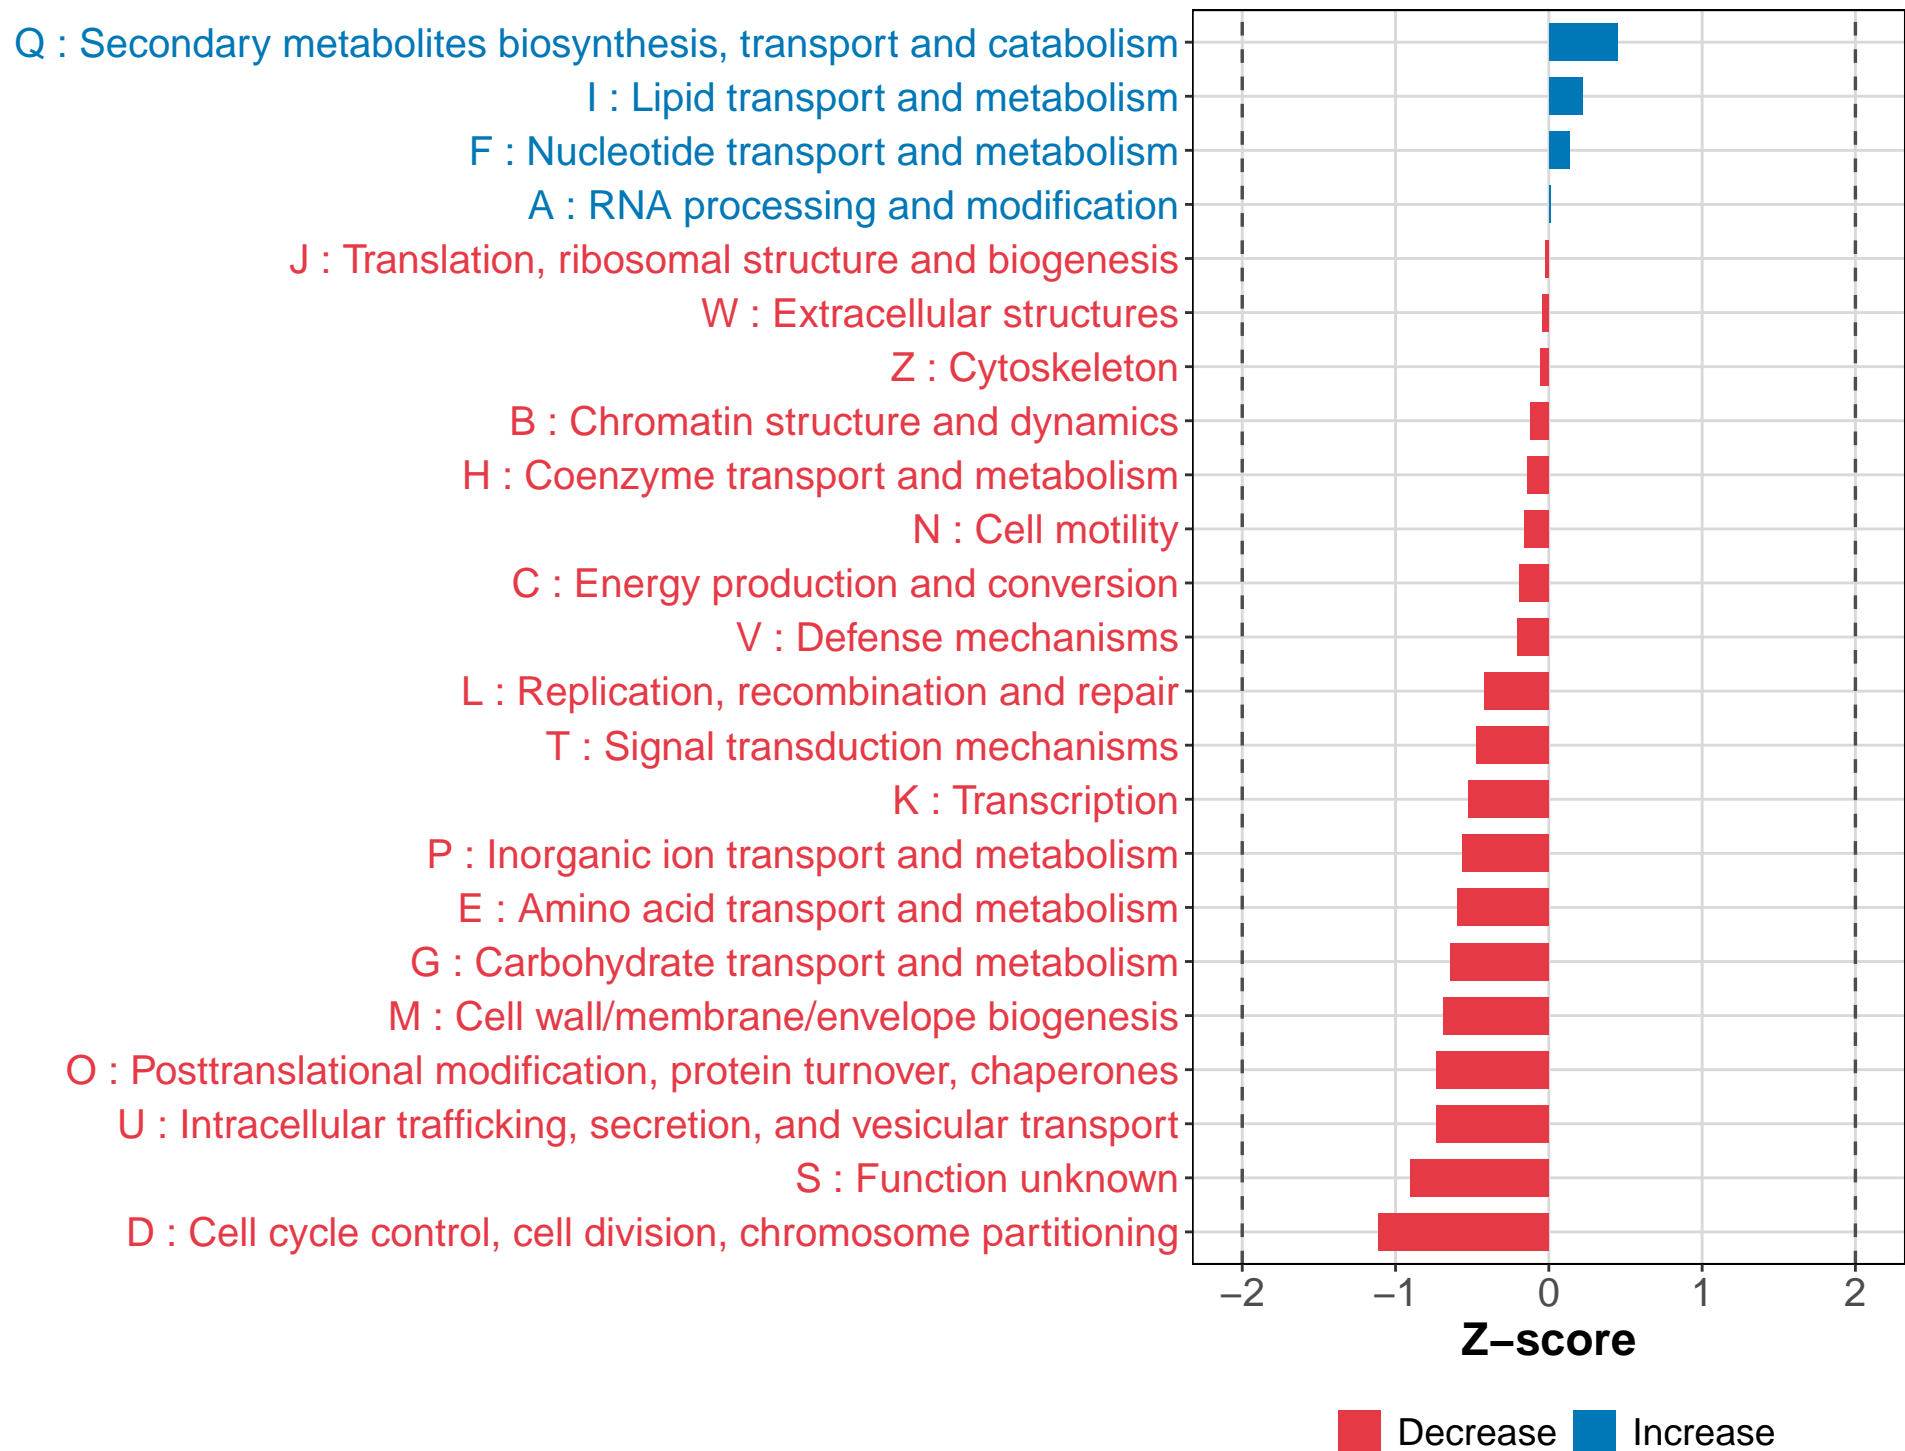 Q : Secondary metabolites biosynthesis, transport and catabolism
I : Lipid transport and metabolism
F : Nucleotide transport and metabolism
A : RNA processing and modification
J : Translation, ribosomal structure and biogenesis
W : Extracellular structures
Z : Cytoskeleton
B : Chromatin structure and dynamics
H : Coenzyme transport and metabolism
N : Cell motility
C : Energy production and conversion
V : Defense mechanisms
L : Replication, recombination and repair
T : Signal transduction mechanisms
K : Transcription
P : Inorganic ion transport and metabolism
E : Amino acid transport and metabolism
G : Carbohydrate transport and metabolism
M : Cell wall/membrane/envelope biogenesis
O : Posttranslational modification, protein turnover, chaperones
U : Intracellular trafficking, secretion, and vesicular transport
S : Function unknown
D : Cell cycle control, cell division, chromosome partitioning
−2 −1 0 1 2
Z−score
Decrease Increase